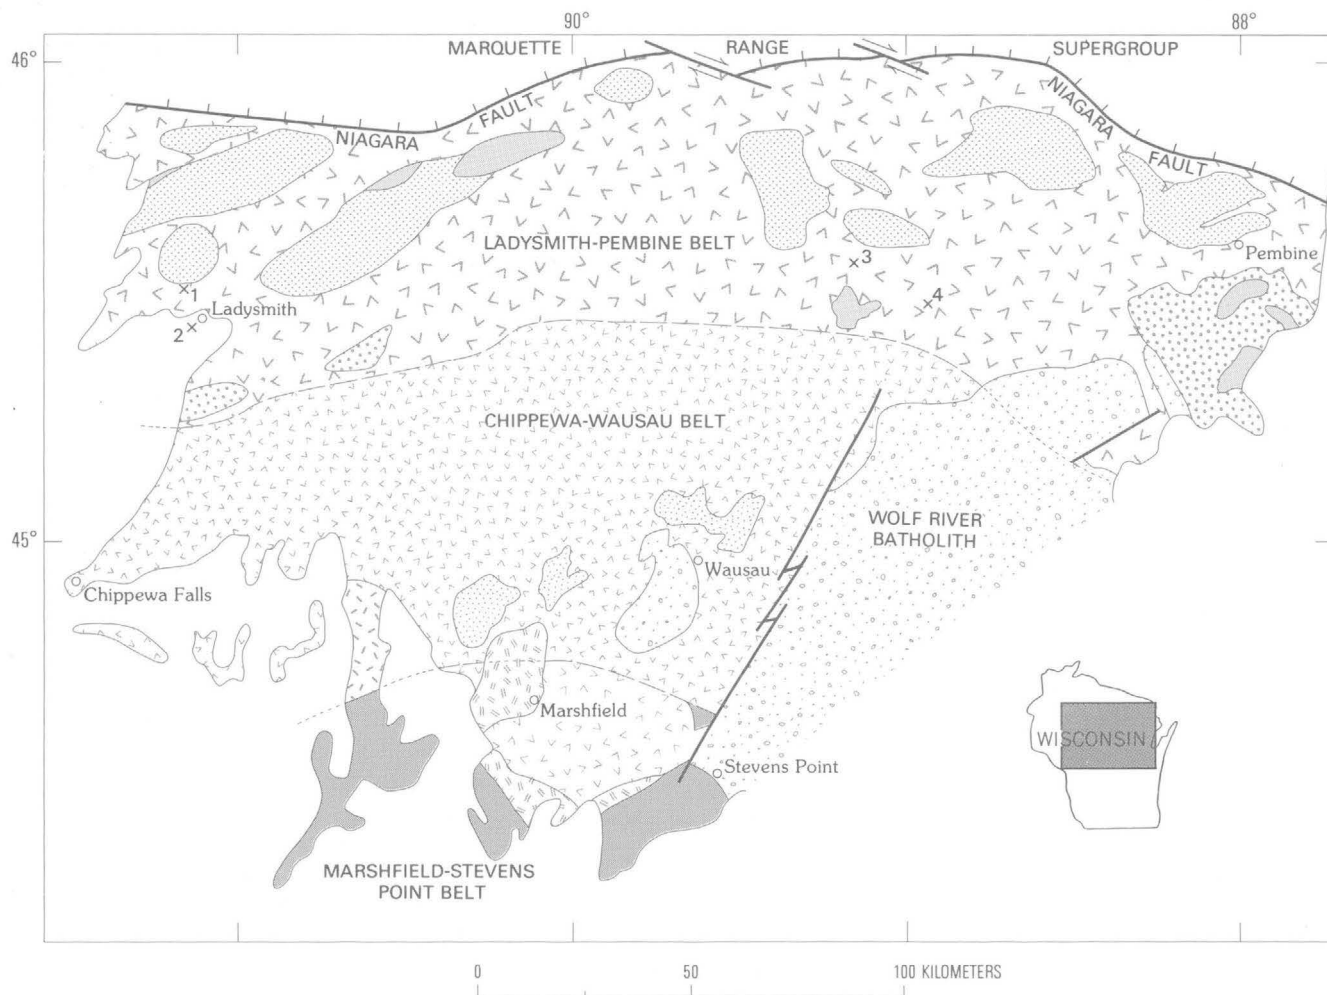 90° 88°
46°
MARQUETTE RANGE SUPERGROUP
NIAGARA FAULT
NIAGARA FAULT
LADYSMITH-PEMBINE BELT
Pembine
3
1
4
Ladysmith
2
CHIPPEWA-WAUSAU BELT
WOLF RIVER
BATHOLITH
45°
Wausau
Chippewa Falls
Marshfield
WISCONSIN
Stevens Point
MARSHFIELD-STEVENS
POINT BELT
0 50 100 KILOMETERS